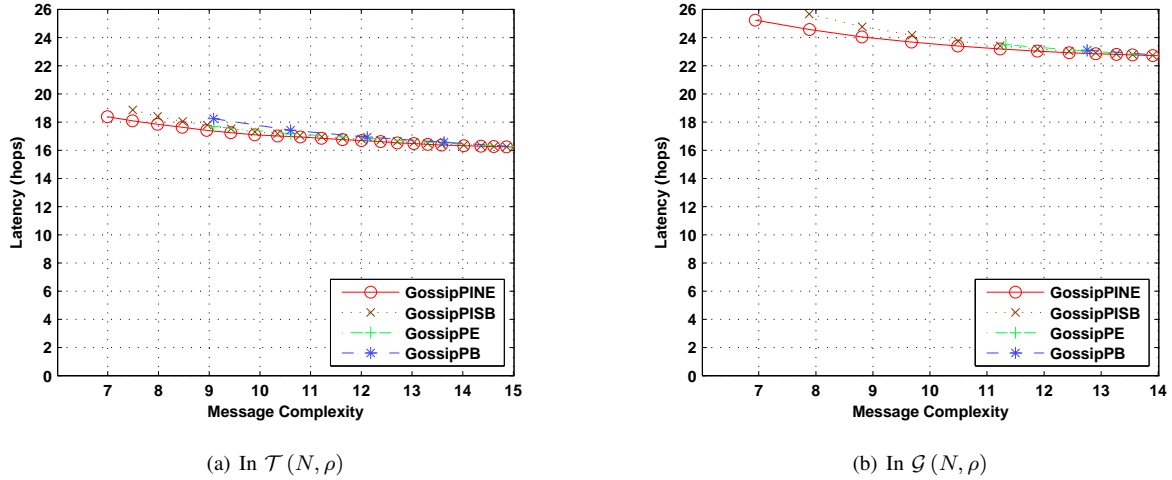 26
24
22
20
18
16
14
12
10
8
6
4
2
0
Latency (hops)
7 8 9 10 11 12 13 14 15
Message Complexity
GossipPINE
GossipPISB
GossipPE
GossipPB
(a) In 𝒯 (N, ρ)
26
24
22
20
18
16
14
12
10
8
6
4
2
0
Latency (hops)
7 8 9 10 11 12 13 14
Message Complexity
GossipPINE
GossipPISB
GossipPE
GossipPB
(b) In 𝒢 (N, ρ)